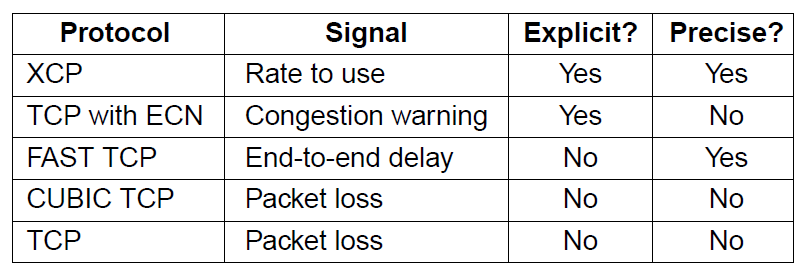 Protocol Signal Explicit? Precise?
XCP Rate to use Yes Yes
TCP with ECN Congestion warning Yes No
FAST TCP End-to-end delay No Yes
CUBIC TCP Packet loss No No
TCP Packet loss No No